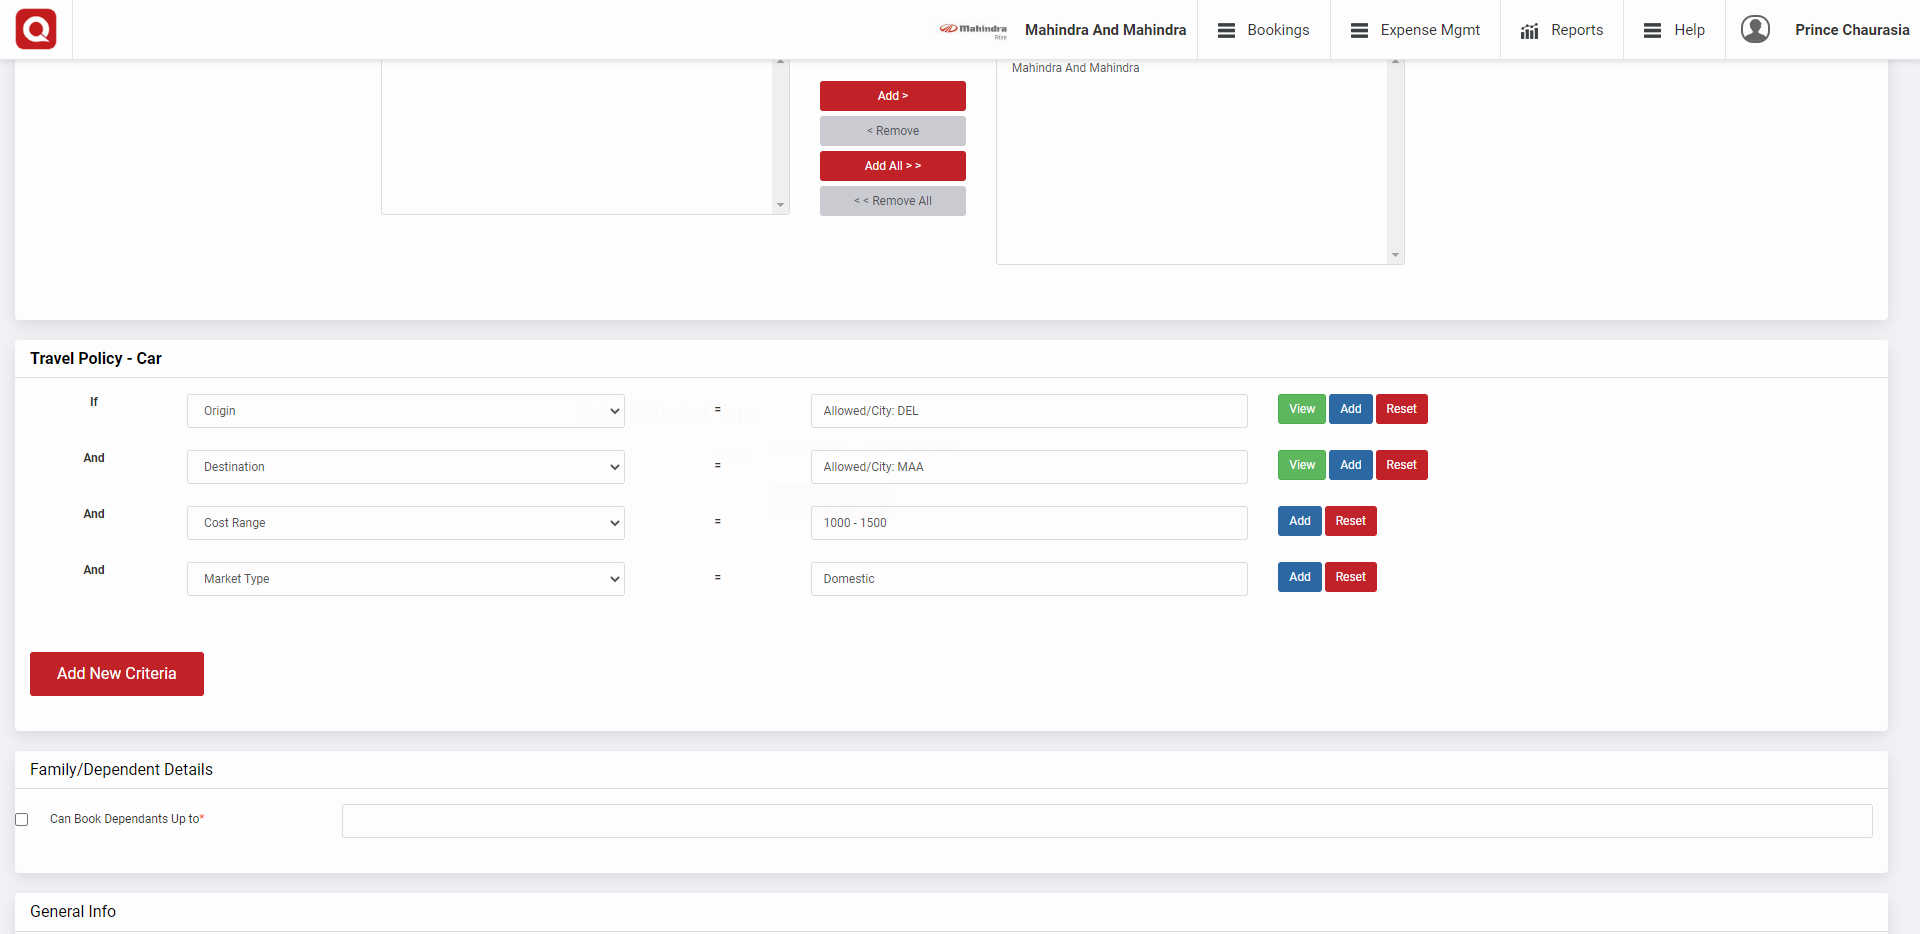 Mahindra
Rise
Mahindra And Mahindra
Bookings
Expense Mgmt
Reports
Help
Prince Chaurasia
Mahindra And Mahindra
Add >
< Remove
Add All > >
< < Remove All
Travel Policy - Car
If
Origin
=
Allowed/City: DEL
View
Add
Reset
And
Destination
=
Allowed/City: MAA
View
Add
Reset
And
Cost Range
=
1000 - 1500
Add
Reset
And
Market Type
=
Domestic
Add
Reset
Add New Criteria
Family/Dependent Details
Can Book Dependants Up to*
General Info